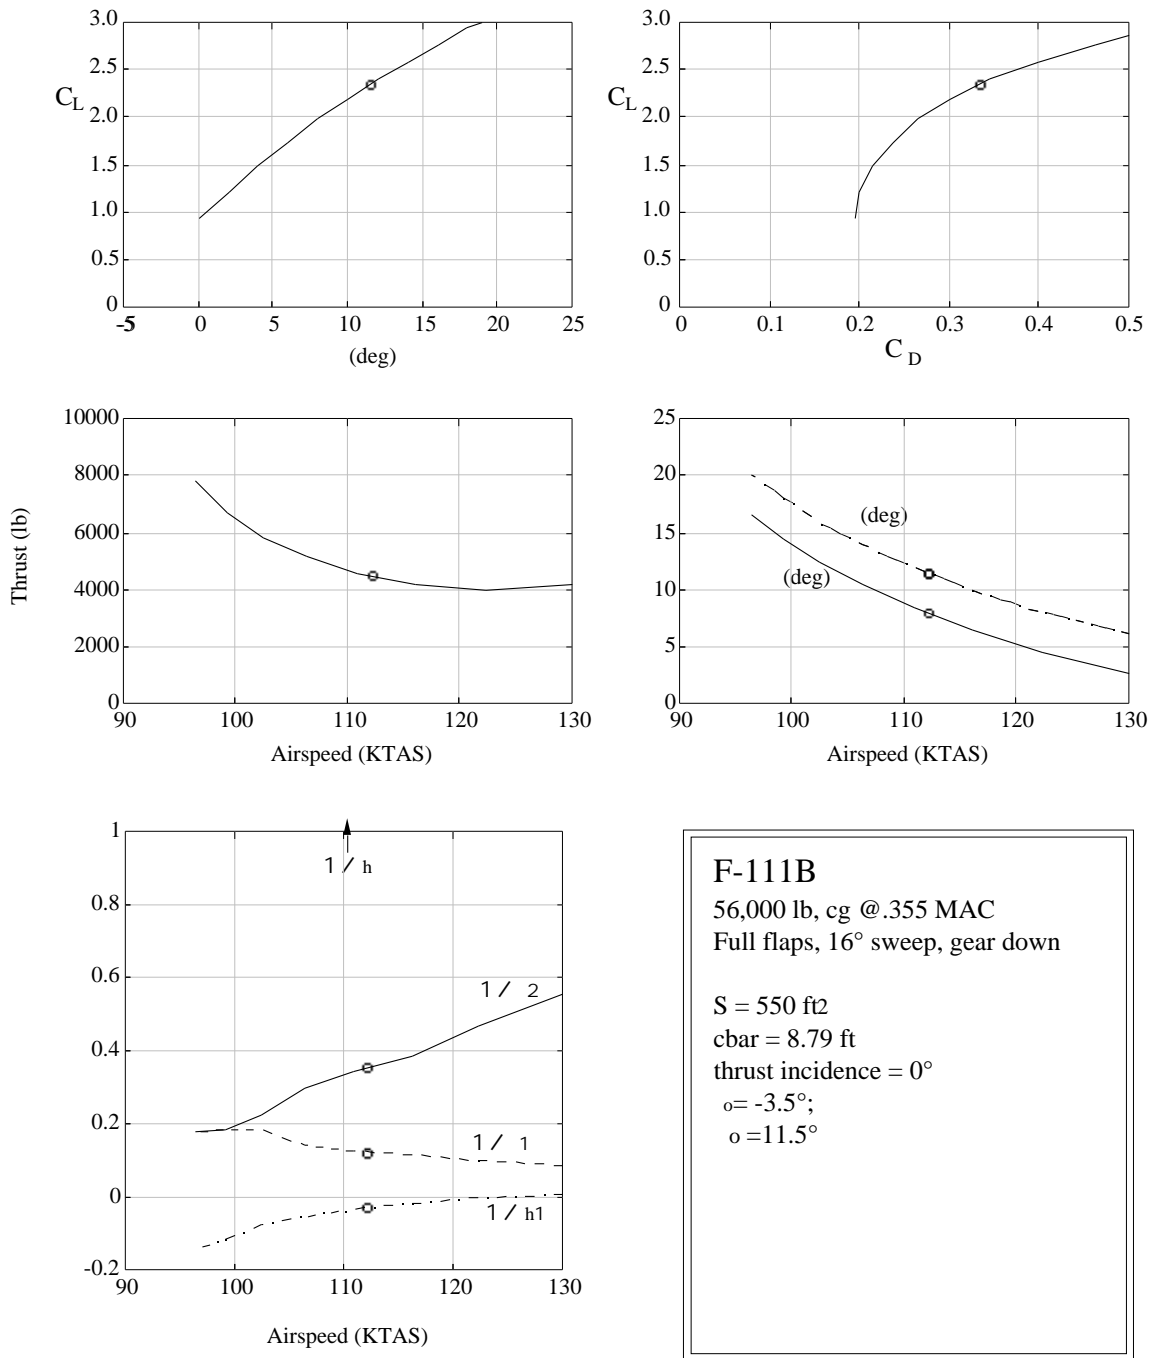 3.0
2.5
C L
2.0
1.5
1.0
0.5
0
-5 0 5 10 15 20 25
(deg)
3.0
2.5
C L
2.0
1.5
1.0
0.5
0
0 0.1 0.2 0.3 0.4 0.5
C D
10000
8000
6000
4000
2000
0
Thrust (lb)
90 100 110 120 130
Airspeed (KTAS)
25
20
15
10
5
0
(deg)
(deg)
90 100 110 120 130
Airspeed (KTAS)
1
0.8
0.6
0.4
0.2
0
-0.2
1/ h
1/ 2
1/ 1
1/ h1
90 100 110 120 130
Airspeed (KTAS)
F-111B
56,000 lb, cg @.355 MAC
Full flaps, 16° sweep, gear down
S = 550 ft2
cbar = 8.79 ft
thrust incidence = 0°
o= -3.5°;
o =11.5°